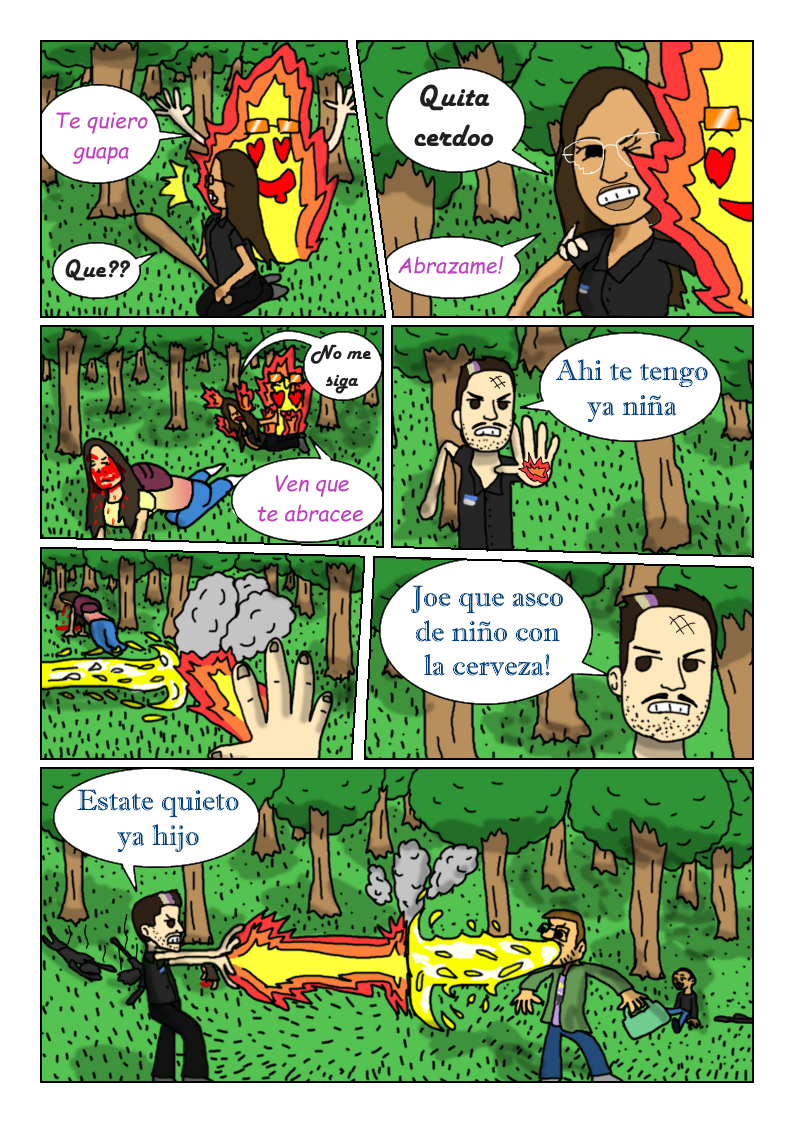 Te quiero
guapa
Que??
Quita
cerdoo
Abrazame!
No me
siga
Ven que
te abracee
Ahi te tengo
ya niña
Joe que asco
de niño con
la cerveza!
Estate quieto
ya hijo